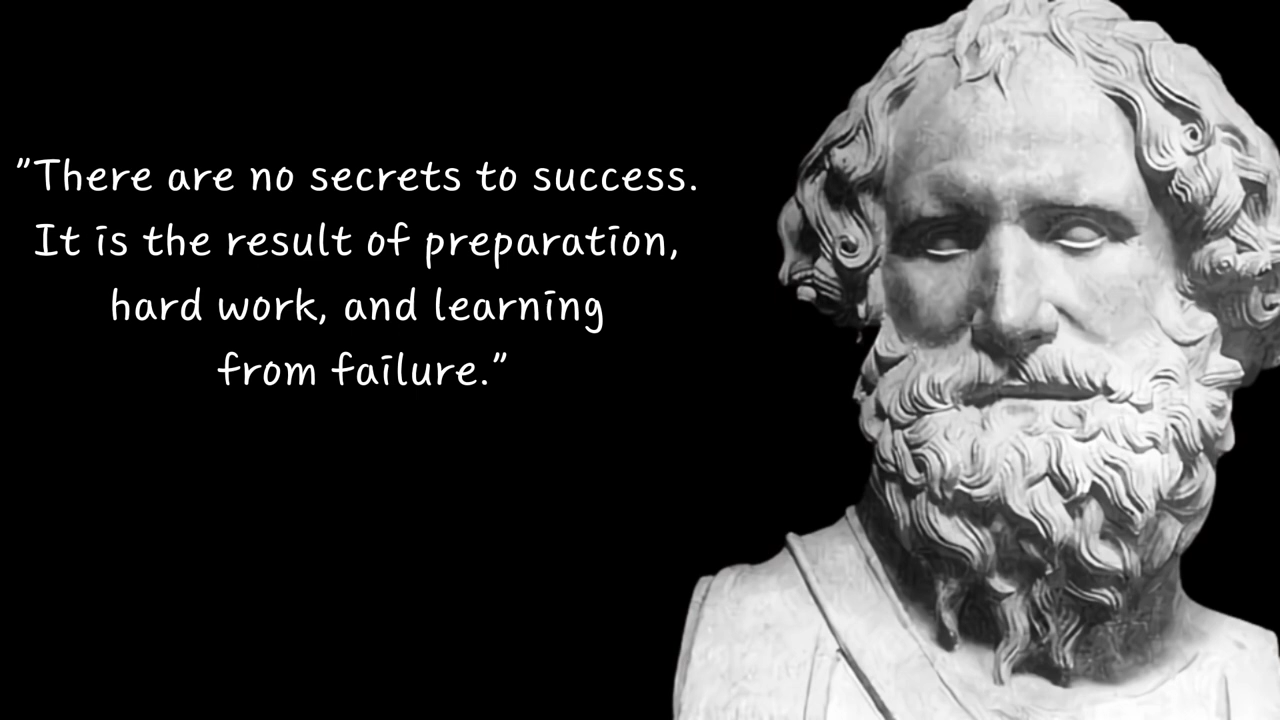 "There are no secrets to success.
It is the result of preparation,
hard work, and learning
from failure."